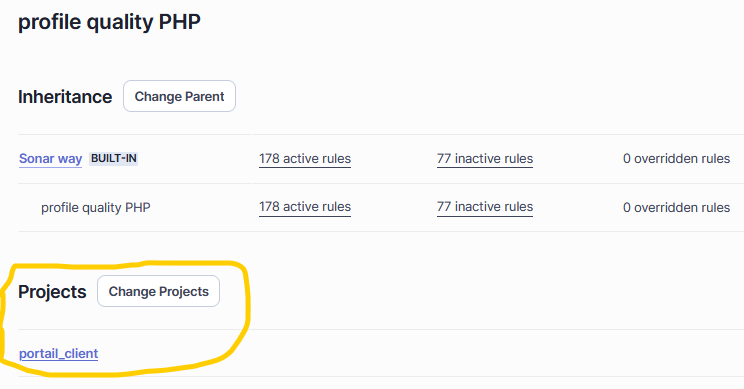 profile quality PHP
Inheritance Change Parent
Sonar way BUILT-IN 178 active rules 77 inactive rules 0 overridden rules
profile quality PHP 178 active rules 77 inactive rules 0 overridden rules
Projects Change Projects
portail_client